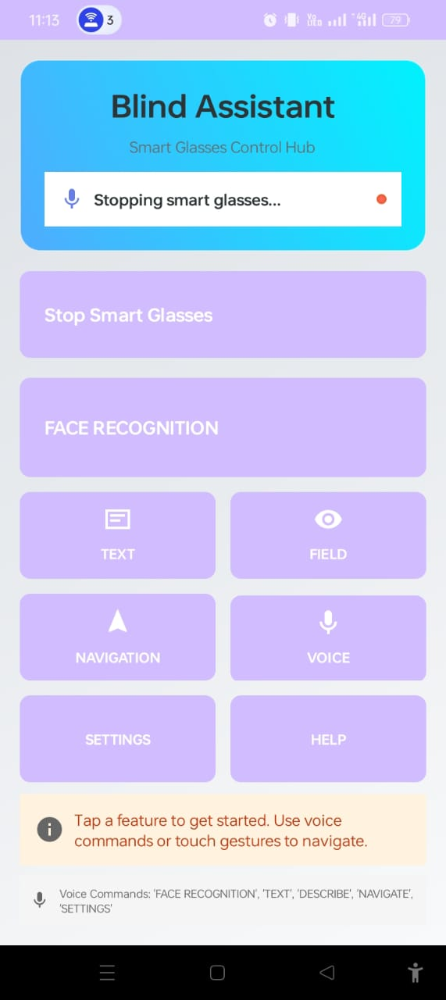 11:13
3
Vo
LTE D
4G
79
Blind Assistant
Smart Glasses Control Hub
Stopping smart glasses...
Stop Smart Glasses
FACE RECOGNITION
TEXT
FIELD
NAVIGATION
VOICE
SETTINGS
HELP
Tap a feature to get started. Use voice
commands or touch gestures to navigate.
Voice Commands: 'FACE RECOGNITION', 'TEXT', 'DESCRIBE', 'NAVIGATE',
'SETTINGS'